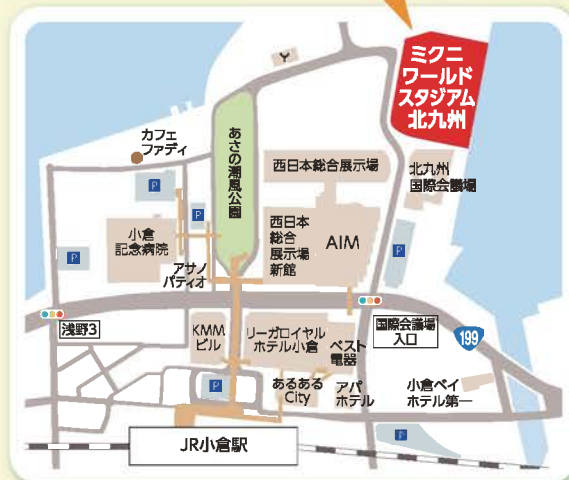 ミクニ
ワールド
スタジアム
北九州
カフェ
ファディ
あさの潮風公園
西日本総合展示場
北九州
国際会議場
P
P
小倉
記念病院
P
西日本
総合
展示場
新館
AIM
P
アサノ
パティオ
浅野3
KMM
ビル
リーガロイヤル
ホテル小倉
ベスト
電器
国際会議場
入口
199
P
あるある
City
アパ
ホテル
小倉ベイ
ホテル第一
P
JR小倉駅